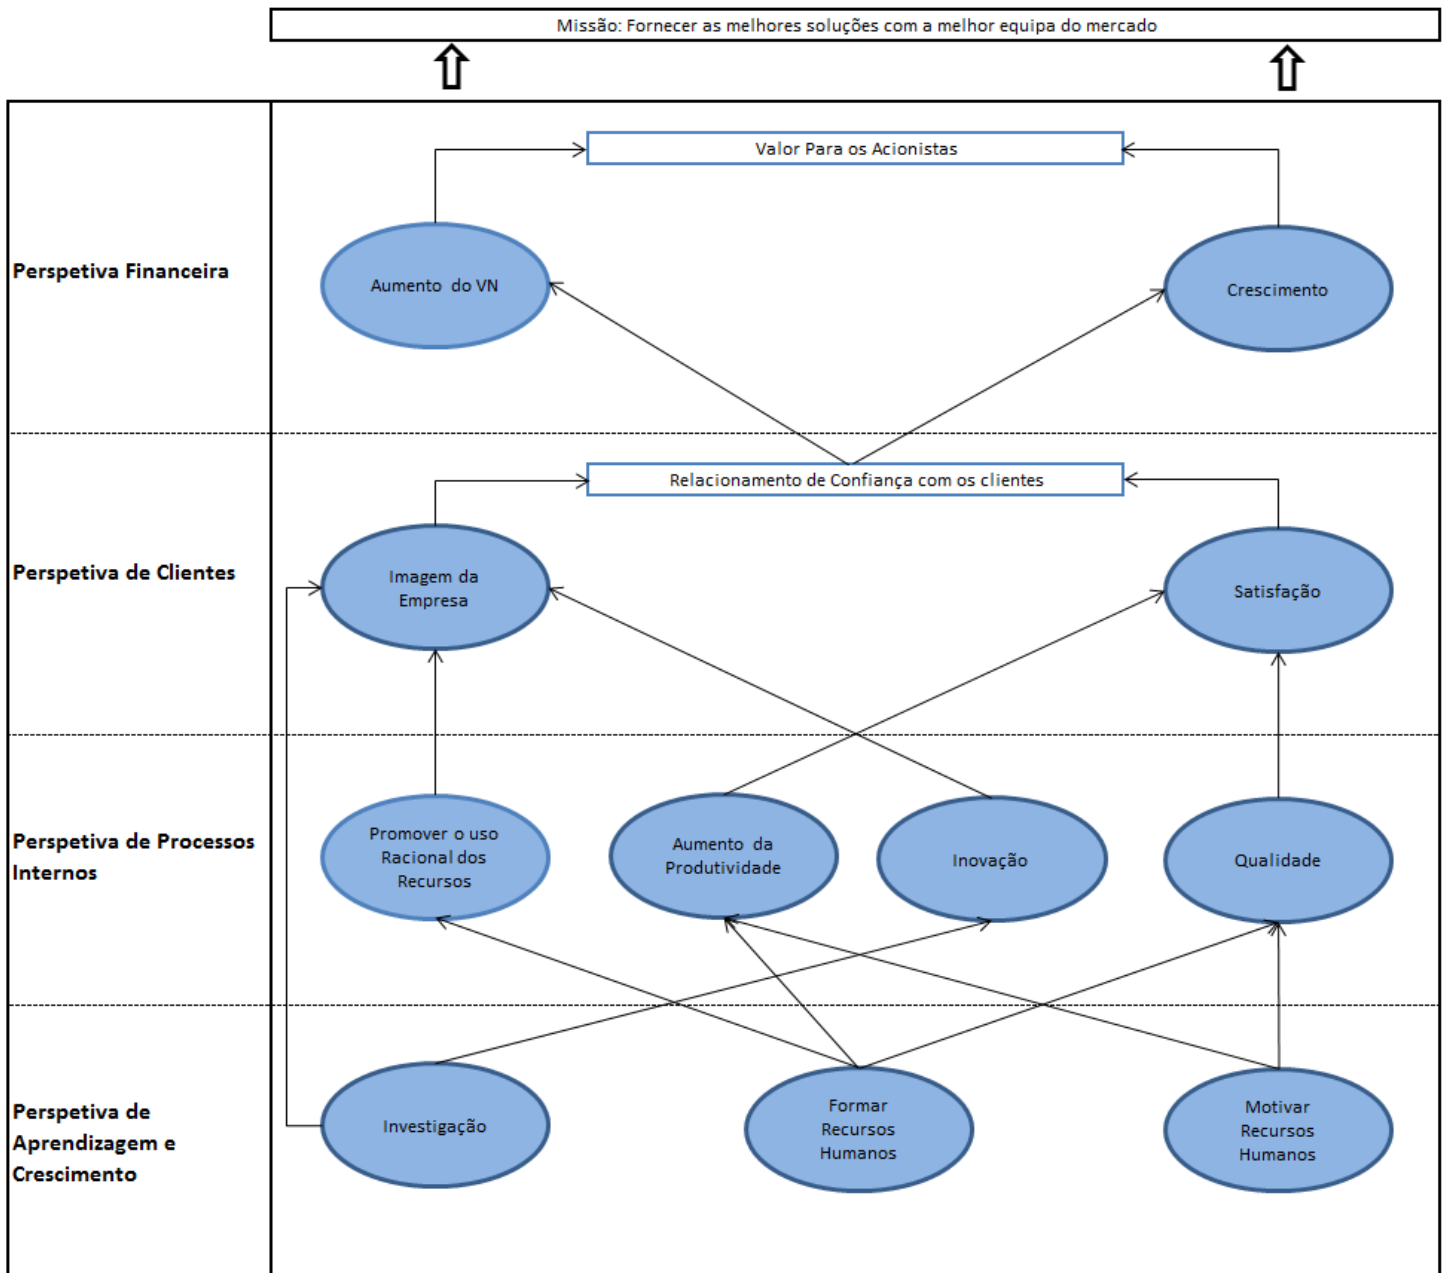 Missão: Fornecer as melhores soluções com a melhor equipa do mercado
Valor Para os Acionistas
Perspetiva Financeira
Aumento do VN
Crescimento
Relacionamento de Confiança com os clientes
Perspetiva de Clientes
Imagem da
Empresa
Satisfação
Perspetiva de Processos
Internos
Promover o uso
Racional dos
Recursos
Aumento da
Produtividade
Inovação
Qualidade
Perspetiva de
Aprendizagem e
Crescimento
Investigação
Formar
Recursos
Humanos
Motivar
Recursos
Humanos